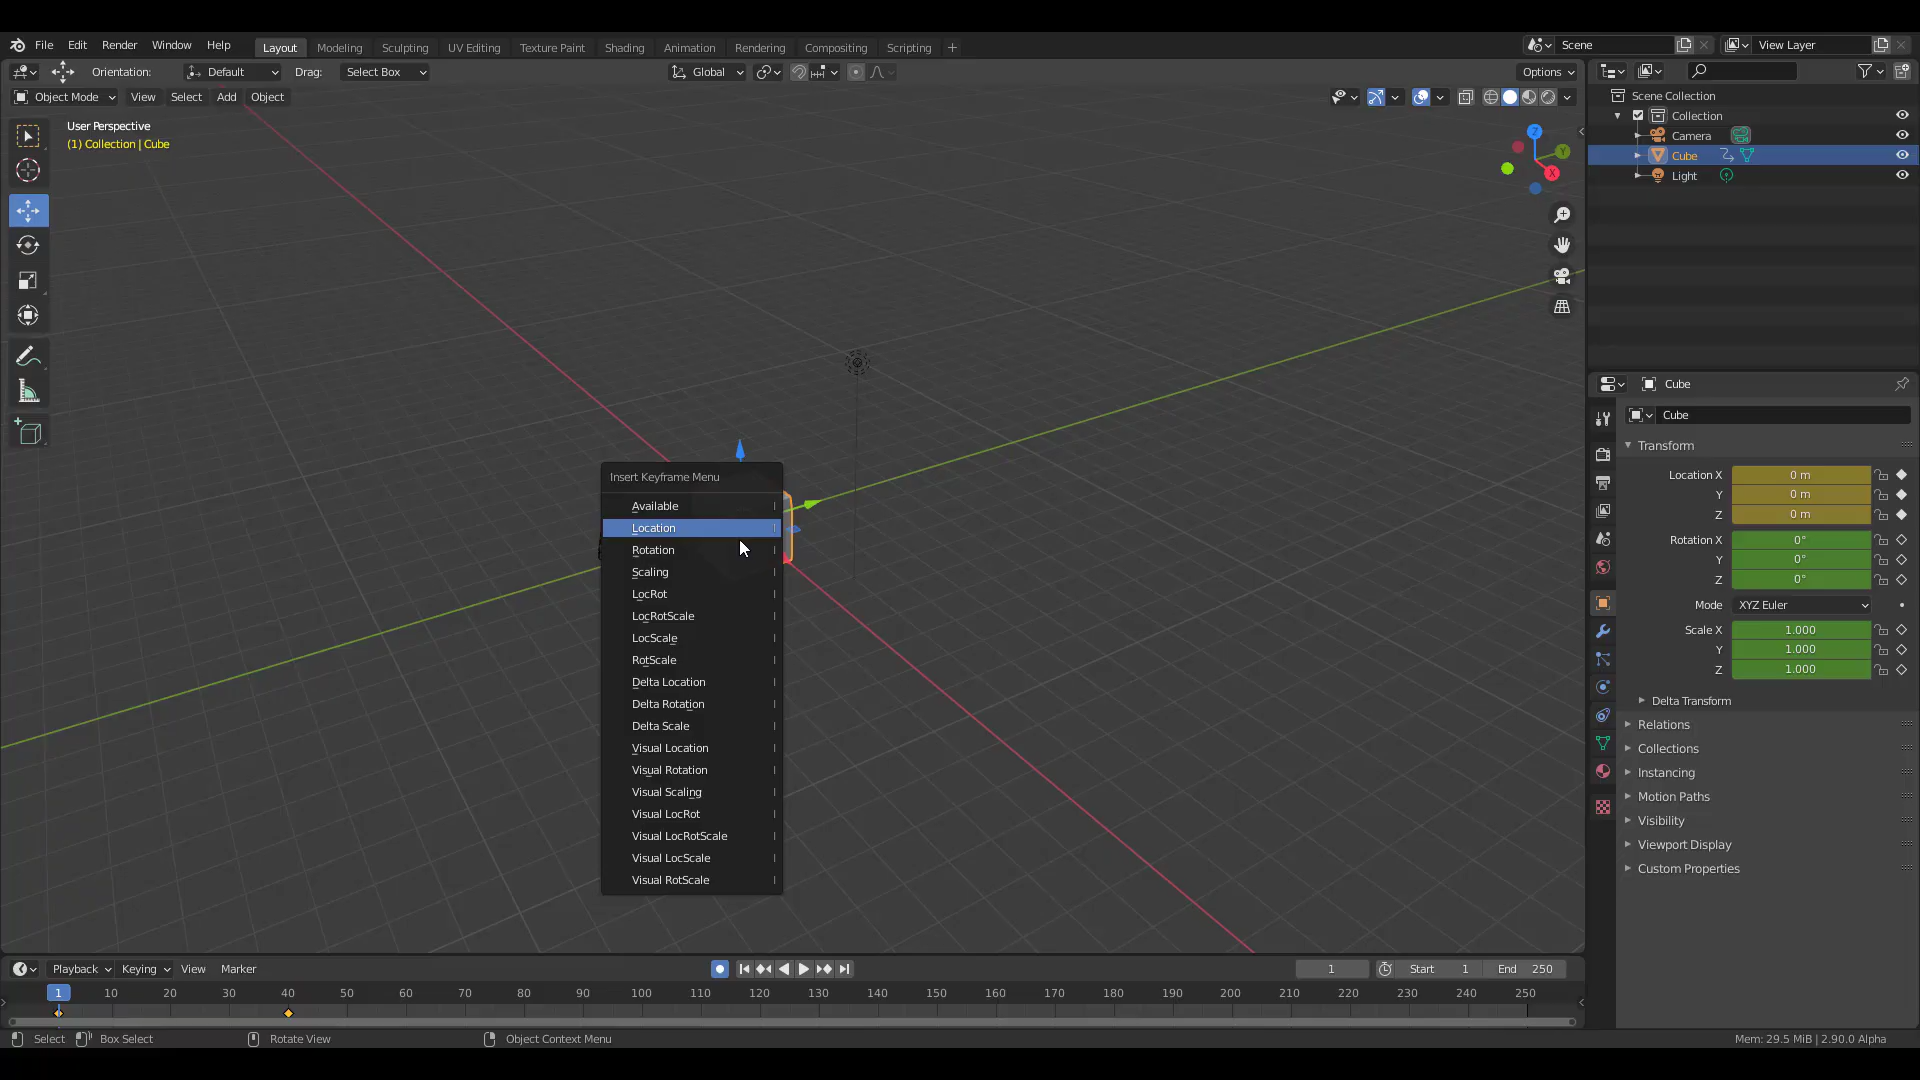 File Edit Render Window Help Layout Modeling Sculpting UV Editing Texture Paint Shading Animation Rendering Compositing Scripting + Scene View Layer
Orientation: Default Drag: Select Box Global Options
Object Mode View Select Add Object
User Perspective
(1) Collection | Cube
Z
Y
X
Scene Collection
Collection
Camera
Cube
Light
Insert Keyframe Menu
Available I
Location I
Rotation I
Scaling I
LocRot I
LocRotScale I
LocScale I
RotScale I
Delta Location I
Delta Rotation I
Delta Scale I
Visual Location I
Visual Rotation I
Visual Scaling I
Visual LocRot I
Visual LocRotScale I
Visual LocScale I
Visual RotScale I
Cube
Cube
Transform
Location X 0 m
Y 0 m
Z 0 m
Rotation X 0°
Y 0°
Z 0°
Mode XYZ Euler
Scale X 1.000
Y 1.000
Z 1.000
Delta Transform
Relations
Collections
Instancing
Motion Paths
Visibility
Viewport Display
Custom Properties
Playback Keying View Marker 1 Start 1 End 250
1 10 20 30 40 50 60 70 80 90 100 110 120 130 140 150 160 170 180 190 200 210 220 230 240 250
Select Box Select Rotate View Object Context Menu Mem: 29.5 MiB | 2.90.0 Alpha